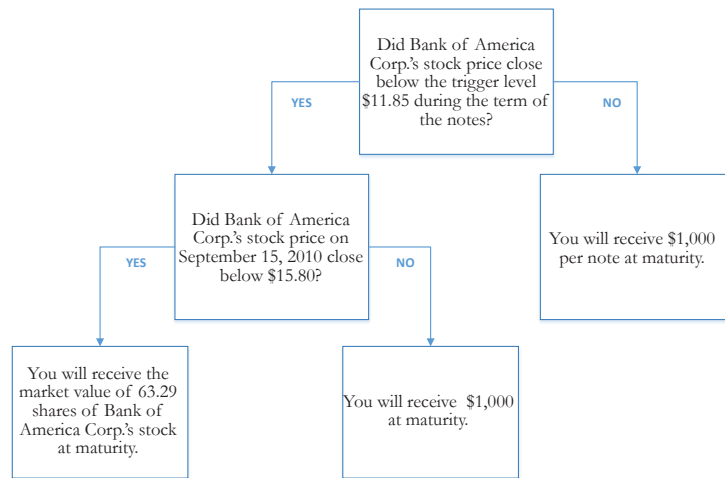 Did Bank of America
Corp.'s stock price close
below the trigger level
$11.85 during the term of
the notes?
YES
NO
Did Bank of America
Corp.'s stock price on
September 15, 2010 close
below $15.80?
You will receive $1,000
per note at maturity.
YES
NO
You will receive the
market value of 63.29
shares of Bank of
America Corp.'s stock
at maturity.
You will receive $1,000
at maturity.